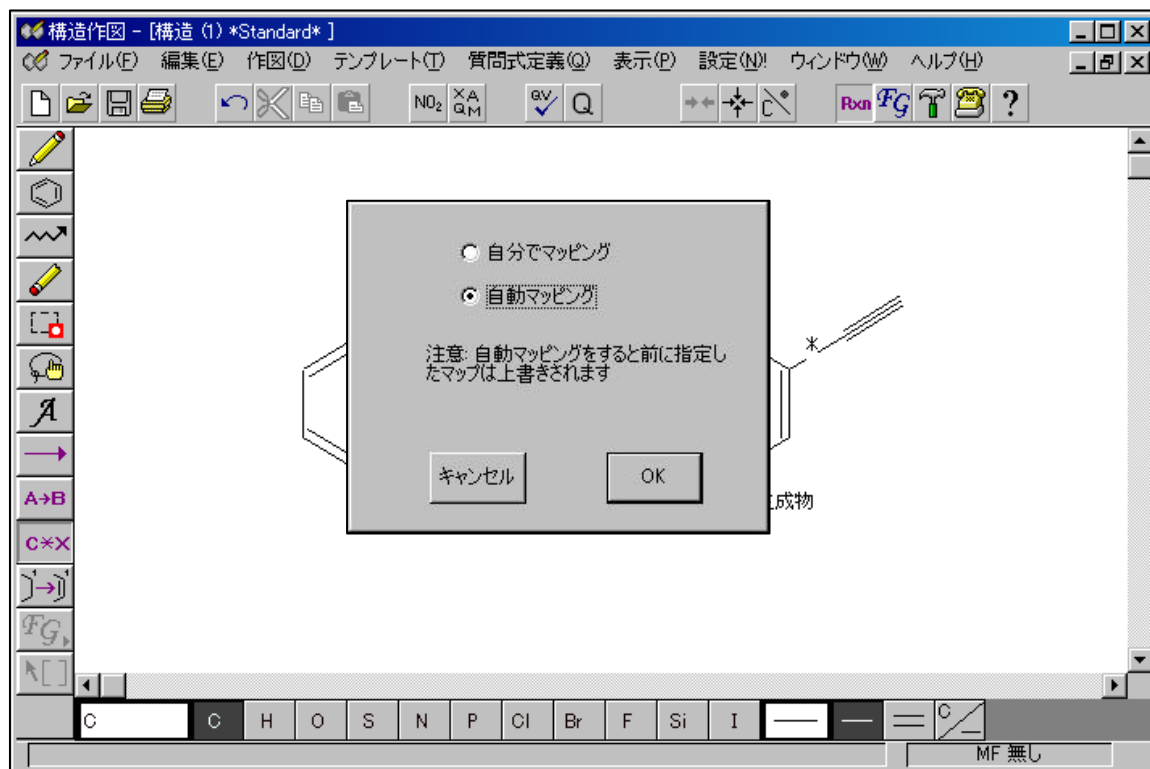 構造作図 - [構造 (1) *Standard* ]
ファイル(F) 編集(E) 作図(D) テンプレート(T) 質問式定義(Q) 表示(P) 設定(N)! ウィンドウ(W) ヘルプ(H)
NO2 XA QM QV Q C Rxn FG ?
自分でマッピング
自動マッピング
注意: 自動マッピングをすると前に指定し
たマップは上書きされます
*
キャンセル OK
成物
A
A→B
C*X
FG
C C H O S N P Cl Br F Si I C
MF 無し